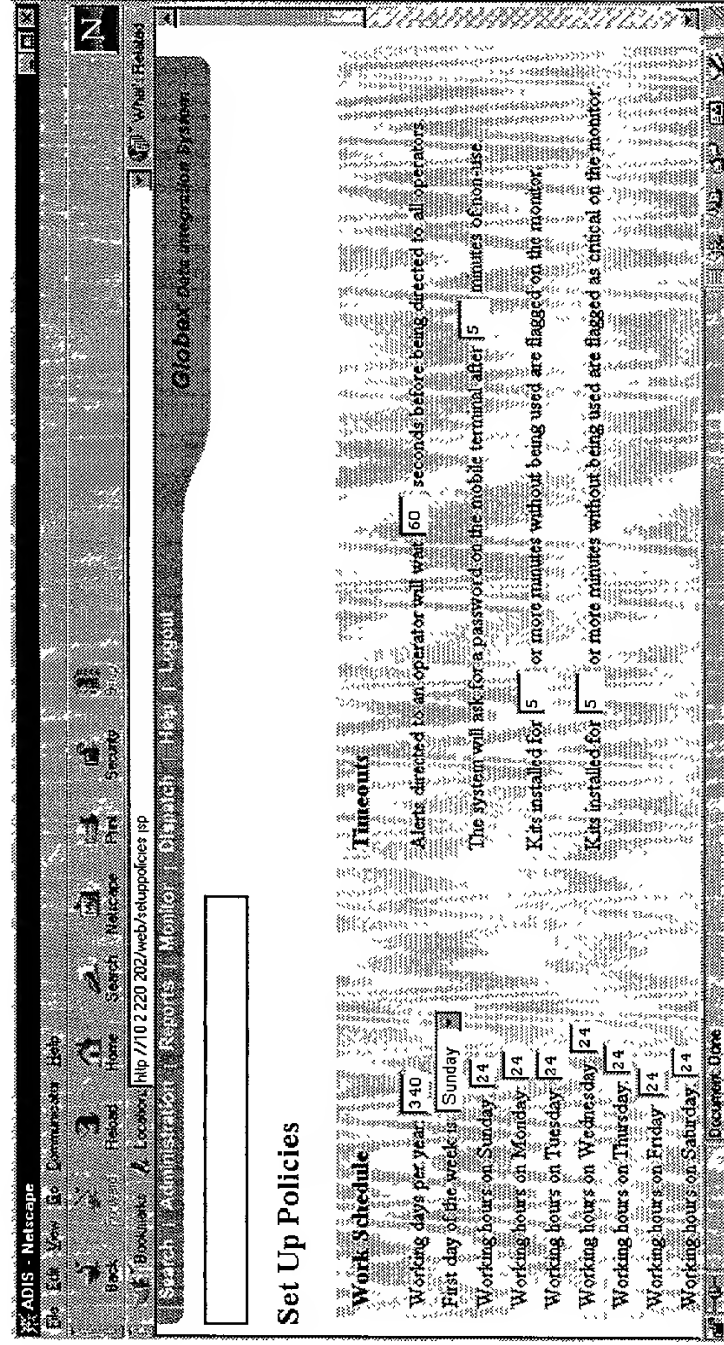 ADIS - Netscape
File Edit View Go Communicator Help
Back Reload Home Search Netscape Print Security
Bookmarks Location http //10 2 220 202/web/setuppolicies jsp What's Related
Search | Administration | Reports | Monitor | Dispatch | Help | Logout
Globex Data Integration System
Set Up Policies
Work Schedule
Working days per year: 340
First day of the week is: Sunday
Working hours on Sunday: 24
Working hours on Monday: 24
Working hours on Tuesday: 24
Working hours on Wednesday: 24
Working hours on Thursday: 24
Working hours on Friday: 24
Working hours on Saturday: 24
Timeouts
Alerts directed to an operator will wait 60 seconds before being directed to all operators.
The system will ask for a password on the mobile terminal after 5 minutes of non-use.
Kits installed for 5 or more minutes without being used are flagged on the monitor.
Kits installed for 5 or more minutes without being used are flagged as critical on the monitor.
Document: Done